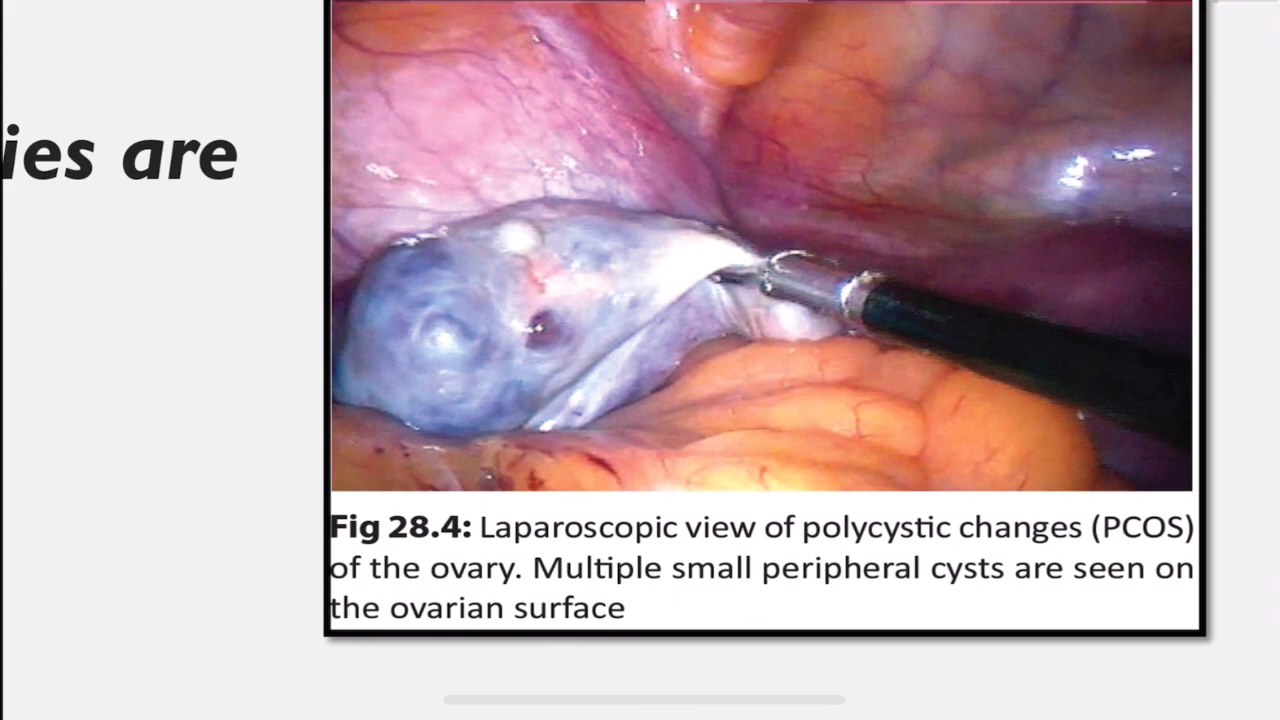 ies are
Fig 28.4: Laparoscopic view of polycystic changes (PCOS)
of the ovary. Multiple small peripheral cysts are seen on
the ovarian surface